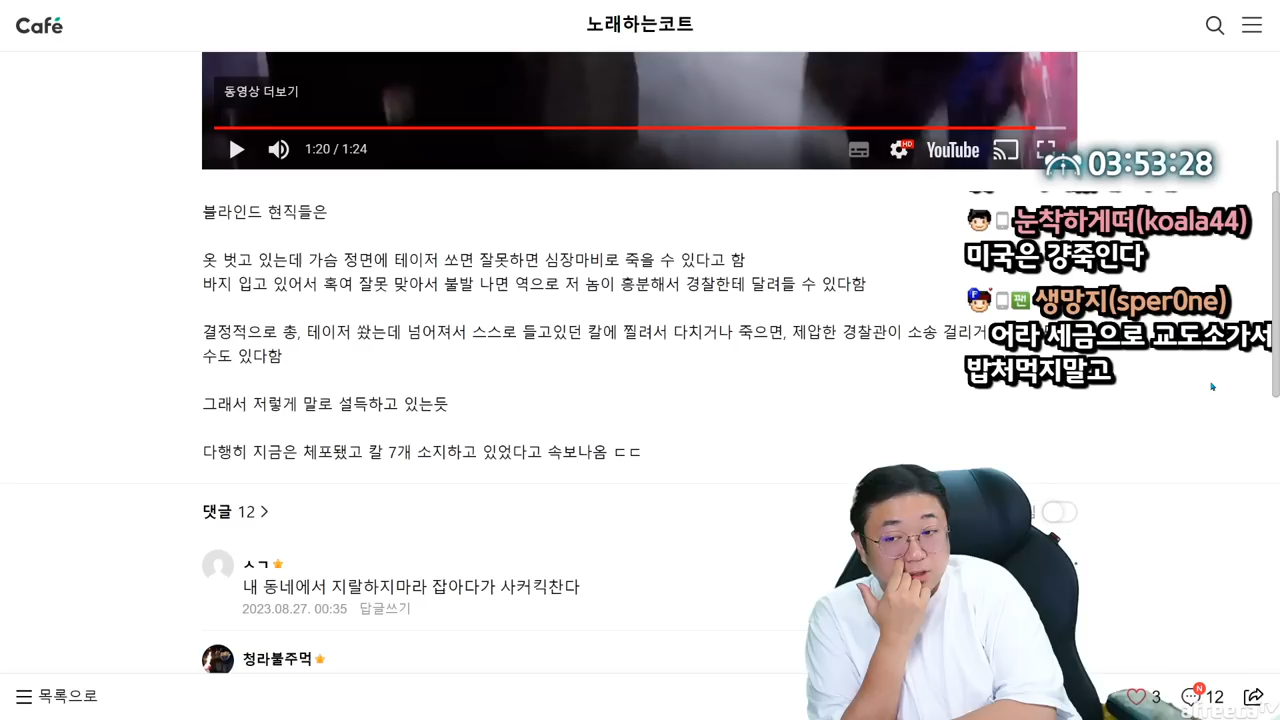 Café
노래하는코트
동영상 더보기
1:20 / 1:24
HD
YouTube
03:53:28
눈착하게떠(koala44)
미국은 걍죽인다
F
팬
생망지(sper0ne)
어라 세금으로 교도소가서
밥처먹지말고
블라인드 현직들은
옷 벗고 있는데 가슴 정면에 테이저 쏘면 잘못하면 심장마비로 죽을 수 있다고 함
바지 입고 있어서 혹여 잘못 맞아서 불발 나면 역으로 저 놈이 흥분해서 경찰한테 달려들 수 있다함
결정적으로 총, 테이저 쐈는데 넘어져서 스스로 들고있던 칼에 찔려서 다치거나 죽으면, 제압한 경찰관이 소송 걸리거
수도 있다함
그래서 저렇게 말로 설득하고 있는듯
다행히 지금은 체포됐고 칼 7개 소지하고 있었다고 속보나옴 ㄷㄷ
댓글 12
ㅅㄱ
내 동네에서 지랄하지마라 잡아다가 사커킥찬다
2023.08.27. 00:35 답글쓰기
청라불주먹
목록으로
3
N
12
afreecaTV